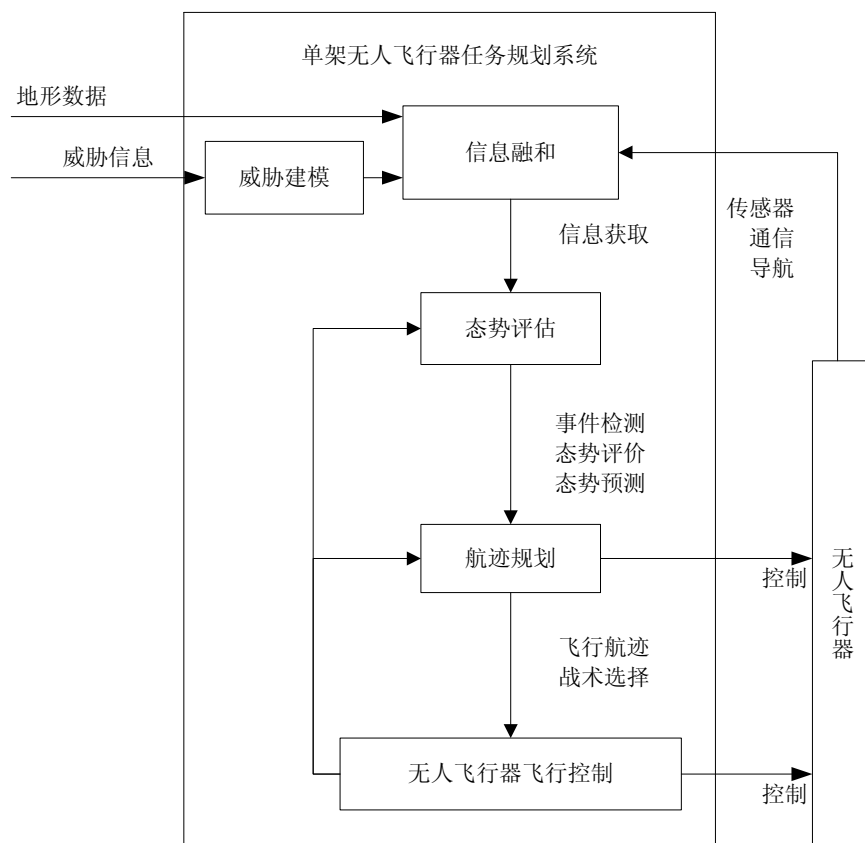 单架无人飞行器任务规划系统
地形数据
威胁信息
威胁建模
信息融和
传感器
通信
导航
信息获取
态势评估
事件检测
态势评价
态势预测
航迹规划
控制
无人飞行器
飞行航迹
战术选择
无人飞行器飞行控制
控制